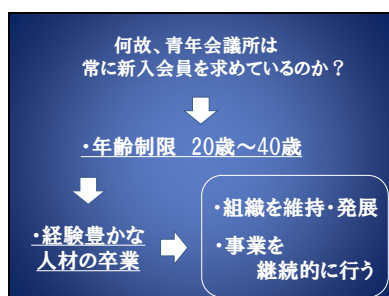 何故、青年会議所は
常に新入会員を求めているのか？
・年齢制限 20歳～40歳
・経験豊かな
人材の卒業
・組織を維持・発展
・事業を
継続的に行う